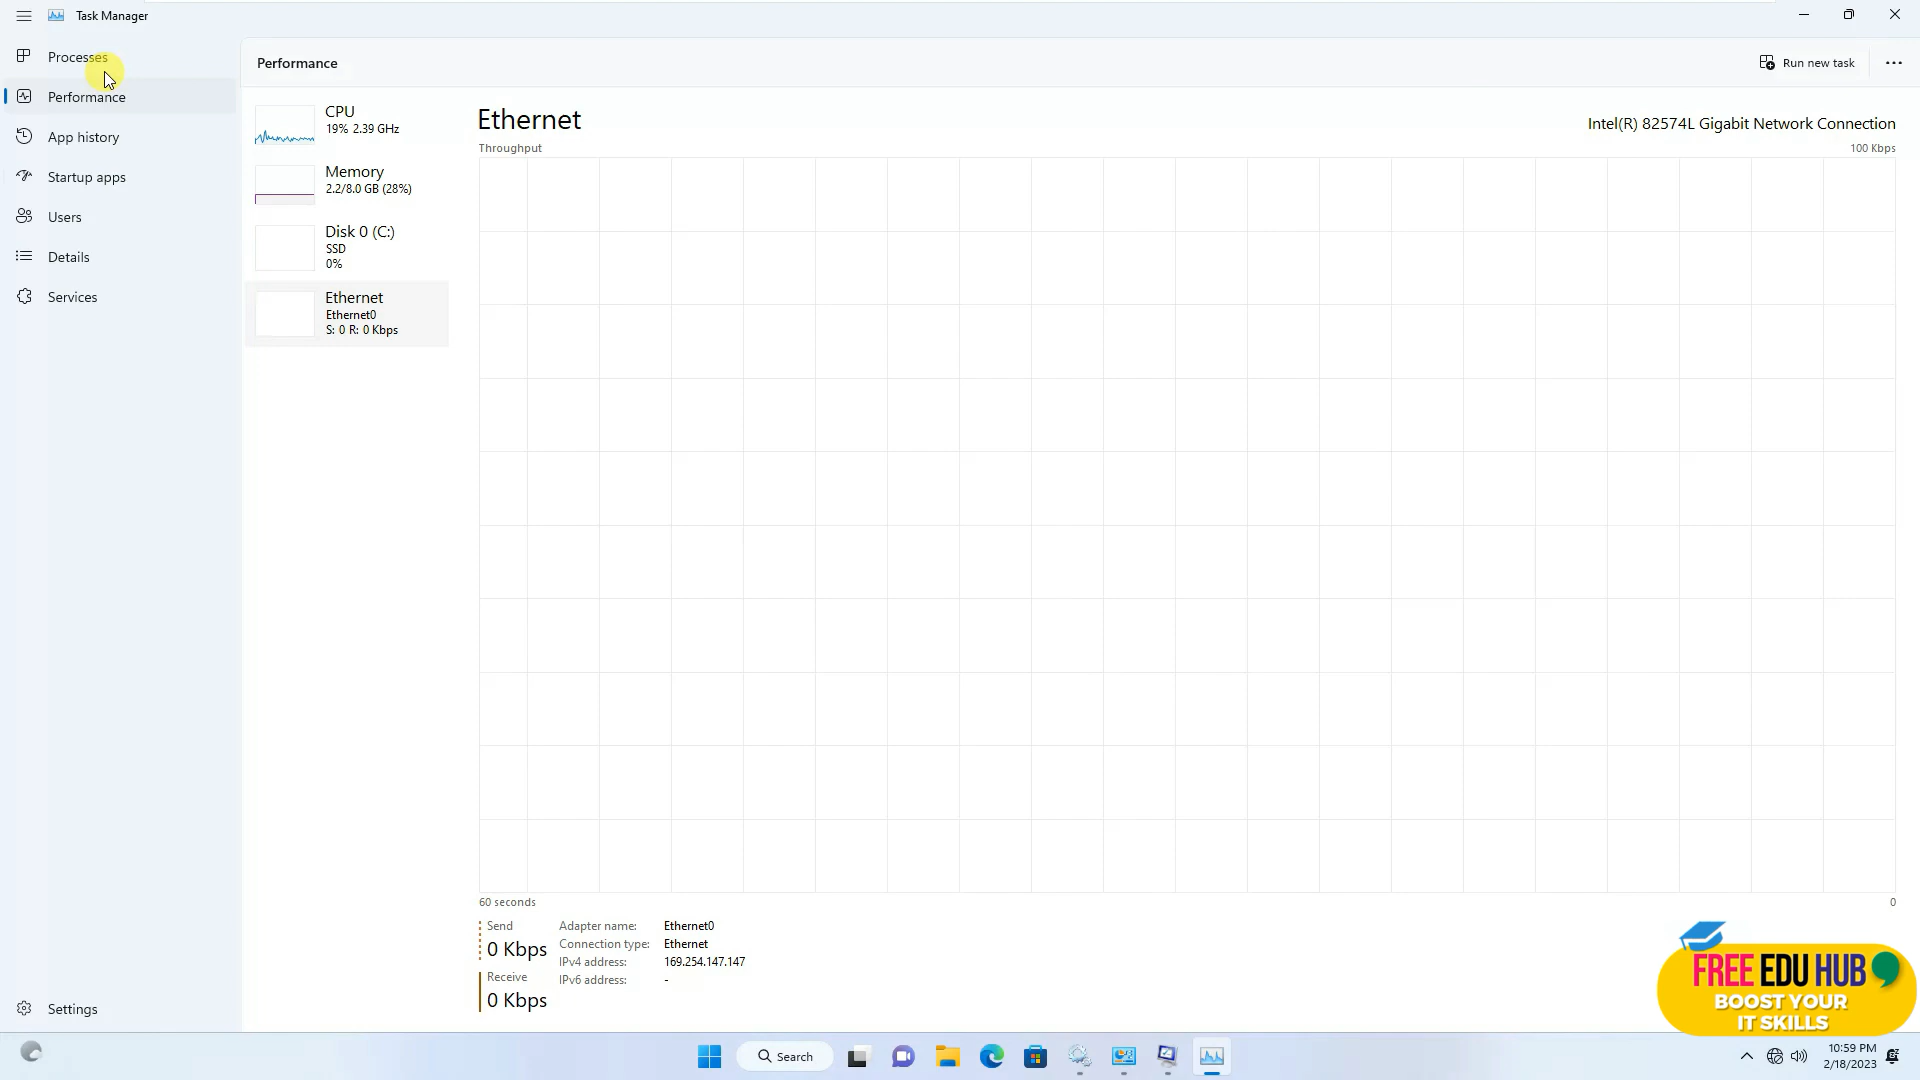 Task Manager
Processes
Performance
App history
Startup apps
Users
Details
Services
Settings
Performance
Run new task
CPU
19% 2.39 GHz
Memory
2.2/8.0 GB (28%)
Disk 0 (C:)
SSD
0%
Ethernet
Ethernet0
S: 0 R: 0 Kbps
Ethernet
Intel(R) 82574L Gigabit Network Connection
Throughput
100 Kbps
60 seconds
0
Send
0 Kbps
Receive
0 Kbps
Adapter name: Ethernet0
Connection type: Ethernet
IPv4 address: 169.254.147.147
IPv6 address: -
FREE EDU HUB
BOOST YOUR
IT SKILLS
Search
10:59 PM
2/18/2023